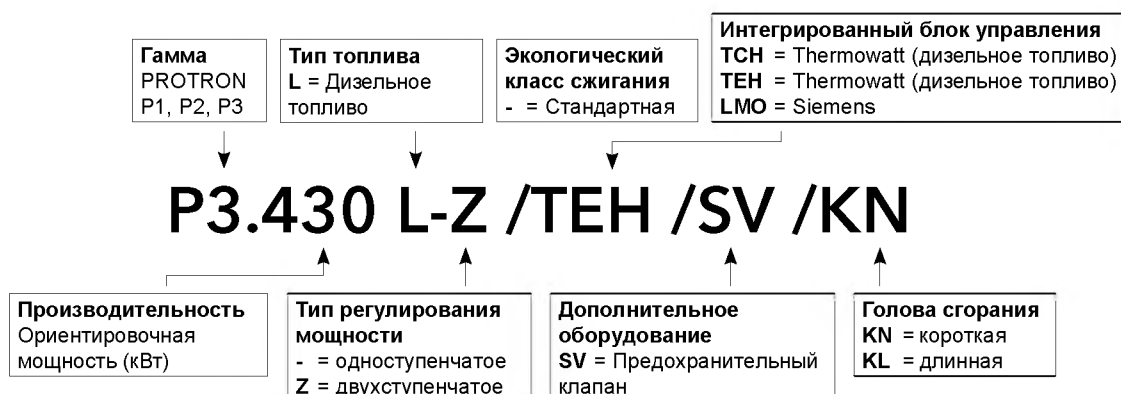 Гамма
PROTRON
P1, P2, P3
Тип топлива
L = Дизельное
топливо
Экологический
класс сжигания
- = Стандартная
Интегрированный блок управления
TCH = Thermowatt (дизельное топливо)
TEH = Thermowatt (дизельное топливо)
LMO = Siemens
P3.430 L-Z /TEH /SV /KN
Производительность
Ориентировочная
мощность (кВт)
Тип регулирования
мощности
- = одноступенчатое
Z = двухступенчатое
Дополнительное
оборудование
SV = Предохранительный
клапан
Голова сгорания
KN = короткая
KL = длинная